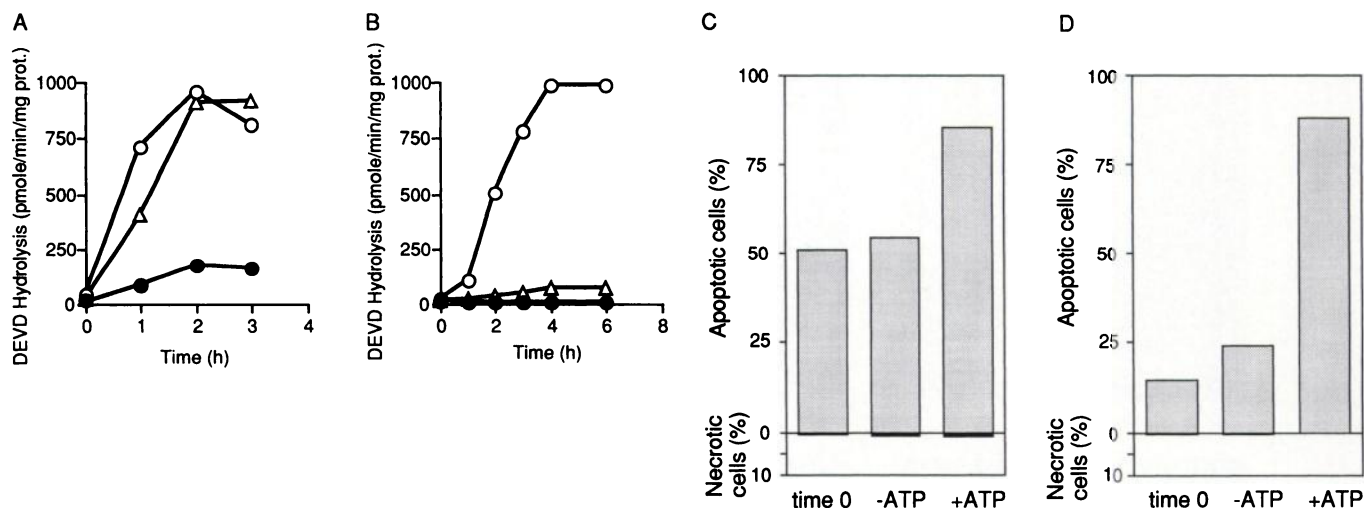 A
DEVD Hydrolysis (pmole/min/mg prot.)
1000
750
500
250
0
0 1 2 3 4
Time (h)
B
DEVD Hydrolysis (pmole/min/mg prot.)
1000
750
500
250
0
0 2 4 6 8
Time (h)
C
Apoptotic cells (%)
Necrotic
cells (%)
100
75
50
25
0
10
time 0 -ATP +ATP
D
Apoptotic cells (%)
Necrotic
cells (%)
100
75
50
25
0
10
time 0 -ATP +ATP